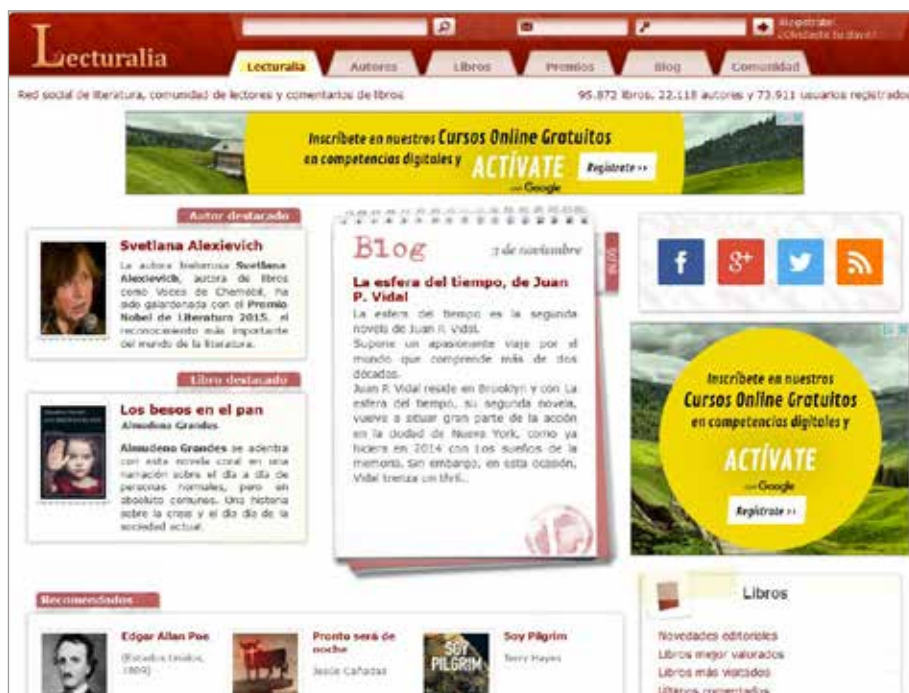 Lecturalia
Regístrate!
¿Olvidaste tu clave?
Lecturalia Autores Libros Premios Blog Comunidad
Red social de literatura, comunidad de lectores y comentarios de libros
95.872 libros, 22.118 autores y 73.911 usuarios registrados
Inscríbete en nuestros Cursos Online Gratuitos
en competencias digitales y ACTÍVATE
con Google
Regístrate >>
Autor destacado
Svetlana Alexievich
La autora bielorrusa Svetlana
Alexievich, autora de libros
como Voces de Chernóbil, ha
sido galardonada con el Premio
Nobel de Literatura 2015, el
reconocimiento más importante
del mundo de la literatura.
Libro destacado
Los besos en el pan
Almudena Grandes
Almudena Grandes se adentra
con esta novela coral en una
narración sobre el día a día de
personas normales, pero en
absoluto comunes. Una historia
sobre la crisis y el día día de la
sociedad actual.
Blog
3 de noviembre
La esfera del tiempo, de Juan
P. Vidal
La esfera del tiempo es la segunda
novela de Juan P. Vidal.
Supone un apasionante viaje por el
mundo que comprende más de dos
décadas.
Juan P. Vidal reside en Brooklyn y con La
esfera del tiempo, su segunda novela,
vuelve a situar gran parte de la acción
en la ciudad de Nueva York, como ya
hiciera en 2014 con Los sueños de la
memoria. Sin embargo, en esta ocasión,
Vidal trenza un thril...
f g+
Inscríbete en nuestros
Cursos Online Gratuitos
en competencias digitales y
ACTÍVATE
con Google
Regístrate >>
Recomendados
Edgar Allan Poe
(Estados Unidos,
1809)
Pronto será de
noche
Jesús Cañadas
SOY
PILGRIM
Soy Pilgrim
Terry Hayes
Libros
Novedades editoriales
Libros mejor valorados
Libros más visitados
Últimos comentados